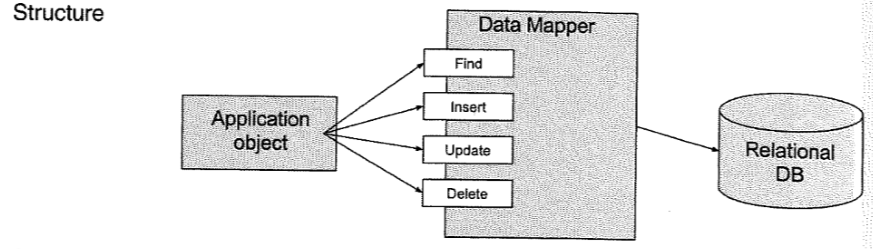 Structure
Data Mapper
Find
Insert
Update
Delete
Application
object
Relational
DB